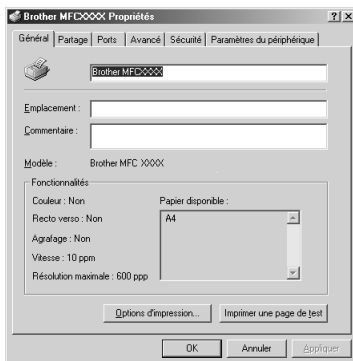 Brother MFCXXXX Propriétés
Général Partage Ports Avancé Sécurité Paramètres du périphérique
Brother MFCXXXX
Emplacement :
Commentaire :
Modèle : Brother MFC XXXX
Fonctionnalités
Couleur : Non Papier disponible :
Recto verso : Non A4
Agrafage : Non
Vitesse : 10 ppm
Résolution maximale : 600 ppp
Options d'impression... Imprimer une page de test
OK Annuler Appliquer